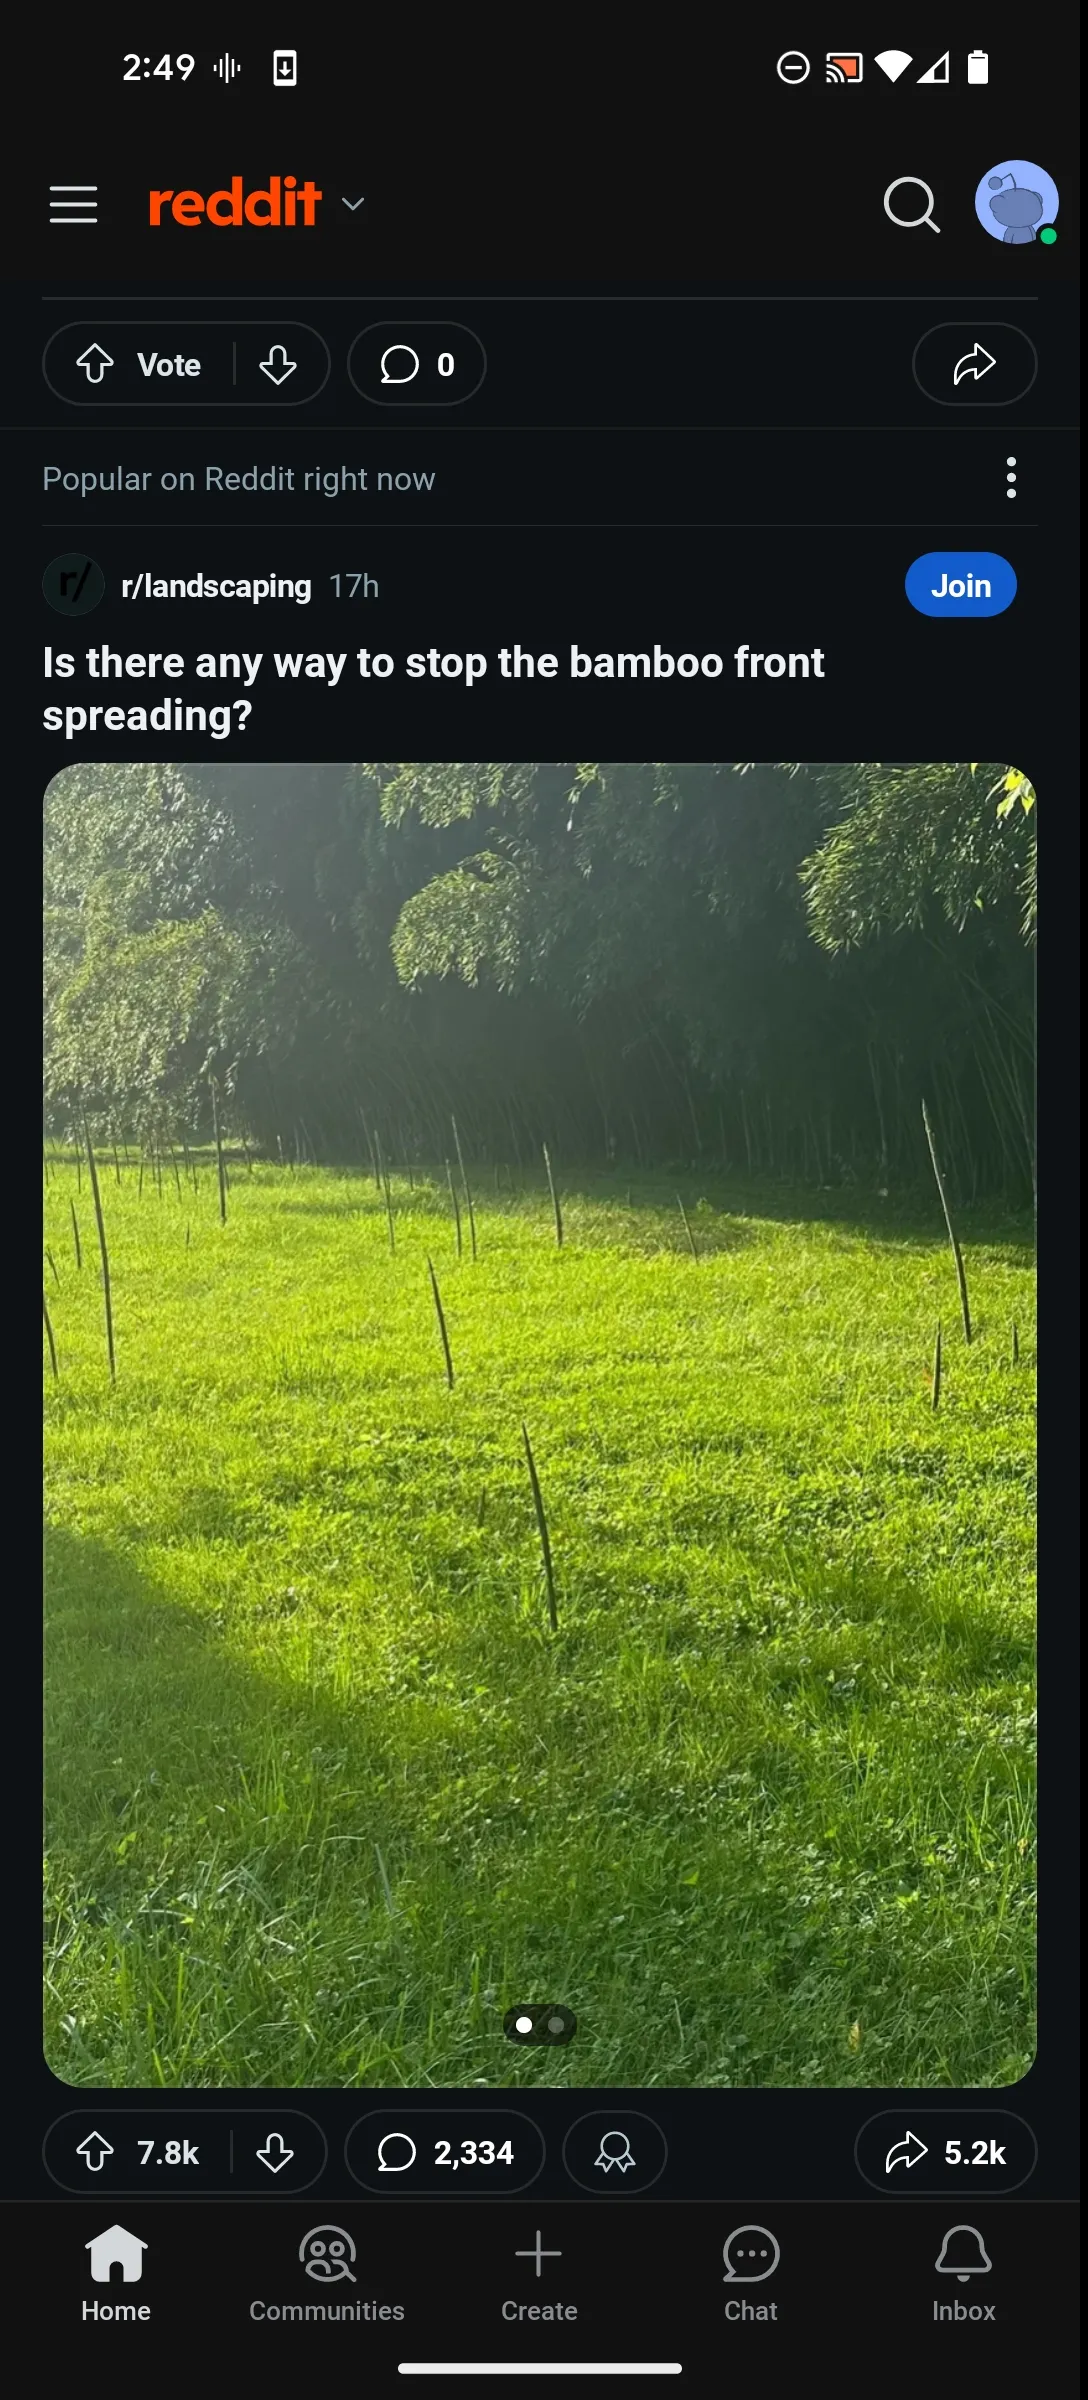 2:49
reddit
Vote
0
Popular on Reddit right now
r/
r/landscaping 17h
Join
Is there any way to stop the bamboo front
spreading?
7.8k
2,334
5.2k
Home
Communities
Create
Chat
Inbox